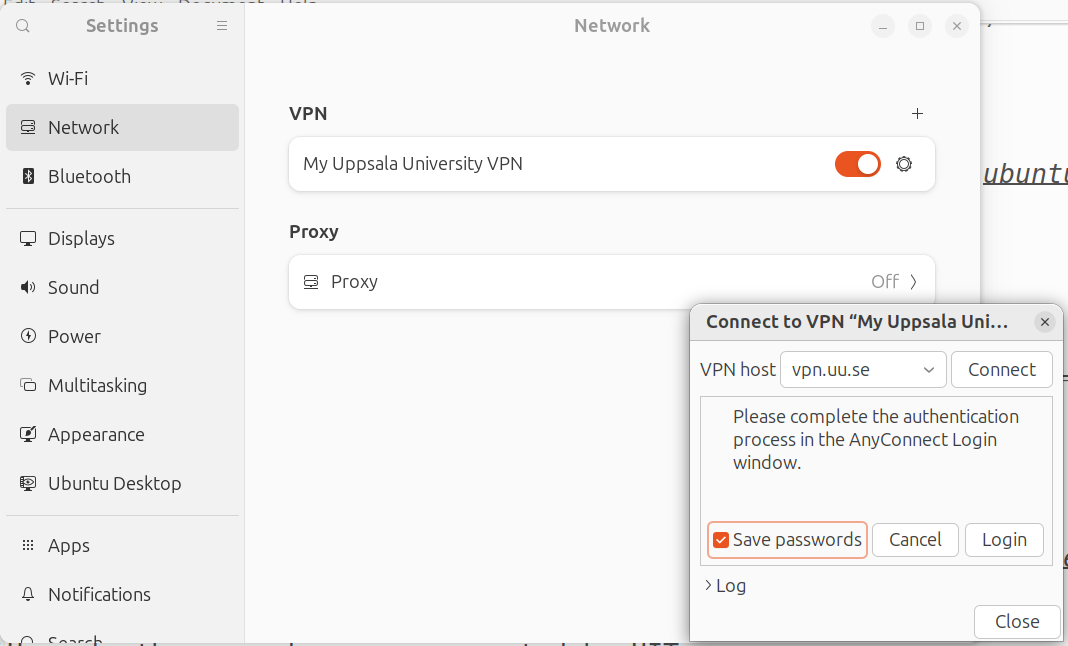 Settings
Network
Wi-Fi
Network
Bluetooth
Displays
Sound
Power
Multitasking
Appearance
Ubuntu Desktop
Apps
Notifications
Search
VPN
My Uppsala University VPN
Proxy
Proxy
Off
ubuntu
Connect to VPN “My Uppsala Uni…
VPN host
vpn.uu.se
Connect
Please complete the authentication
process in the AnyConnect Login
window.
Save passwords
Cancel
Login
Log
Close